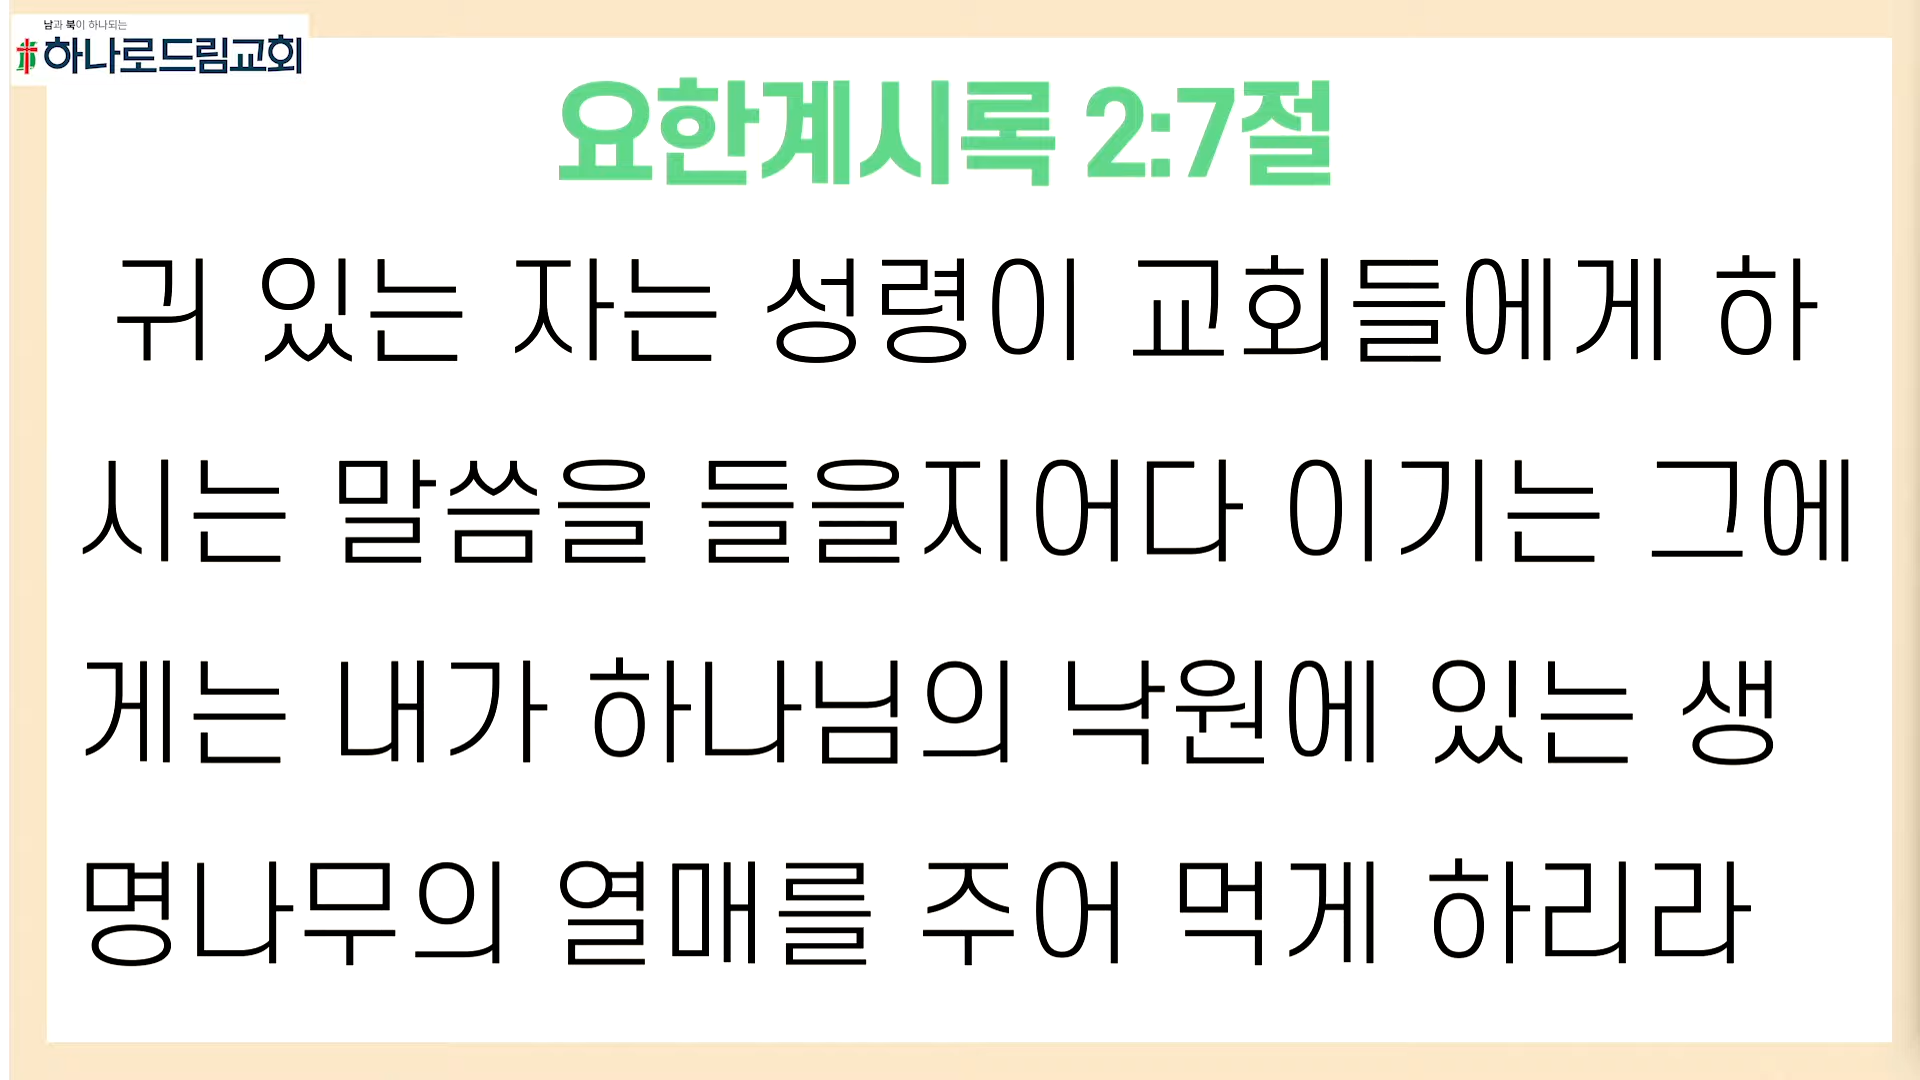 남과 북이 하나되는
하나로드림교회
요한계시록 2:7절
귀 있는 자는 성령이 교회들에게 하
시는 말씀을 들을지어다 이기는 그에
게는 내가 하나님의 낙원에 있는 생
명나무의 열매를 주어 먹게 하리라